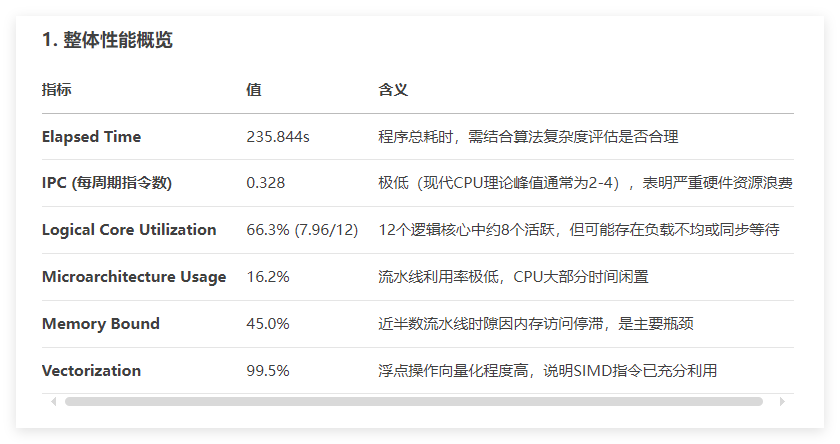 1. 整体性能概览
指标 值 含义
Elapsed Time 235.844s 程序总耗时，需结合算法复杂度评估是否合理
IPC (每周期指令数) 0.328 极低（现代CPU理论峰值通常为2-4），表明严重硬件资源浪费
Logical Core Utilization 66.3% (7.96/12) 12个逻辑核心中约8个活跃，但可能存在负载不均或同步等待
Microarchitecture Usage 16.2% 流水线利用率极低，CPU大部分时间闲置
Memory Bound 45.0% 近半数流水线时隙因内存访问停滞，是主要瓶颈
Vectorization 99.5% 浮点操作向量化程度高，说明SIMD指令已充分利用